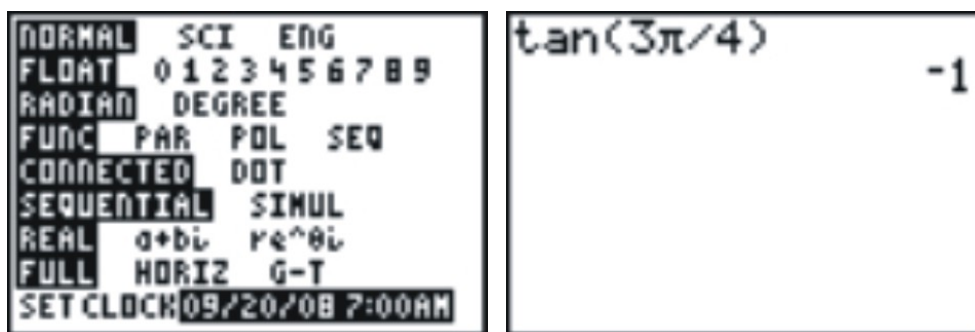 NORMAL SCI ENG
FLOAT 0 1 2 3 4 5 6 7 8 9
RADIAN DEGREE
FUNC PAR POL SEQ
CONNECTED DOT
SEQUENTIAL SIMUL
REAL a+bi re^θi
FULL HORIZ G-T
SET CLOCK 09/20/08 7:00AM
tan(3π/4)
-1